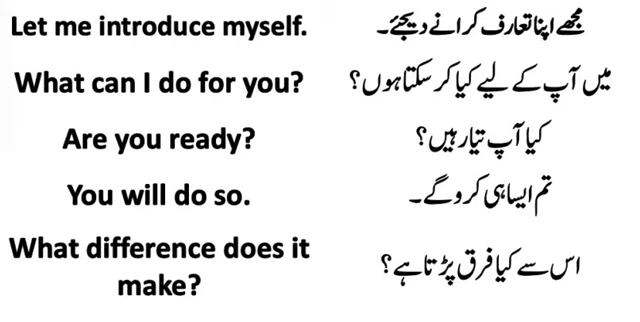 Let me introduce myself.
مجھے اپنا تعارف کرانے دیجئے۔
What can I do for you?
میں آپ کے لیے کیا کر سکتا ہوں؟
Are you ready?
کیا آپ تیار ہیں؟
You will do so.
تم ایسا ہی کرو گے۔
What difference does it
make?
اس سے کیا فرق پڑتا ہے؟